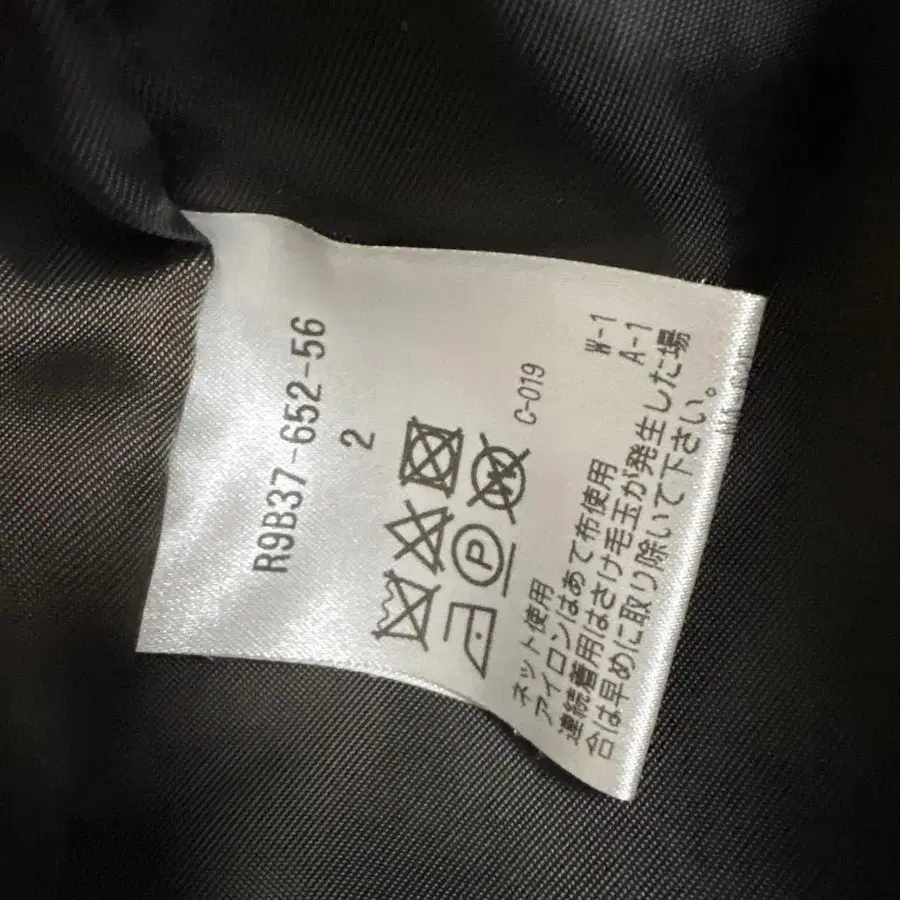 R9B37-652-56
2
C-019
ネット使用
アイロンはあて布使用
連続着用はさけ毛玉が発生した場
合は早めに取り除いて下さい。
W-1
A-1